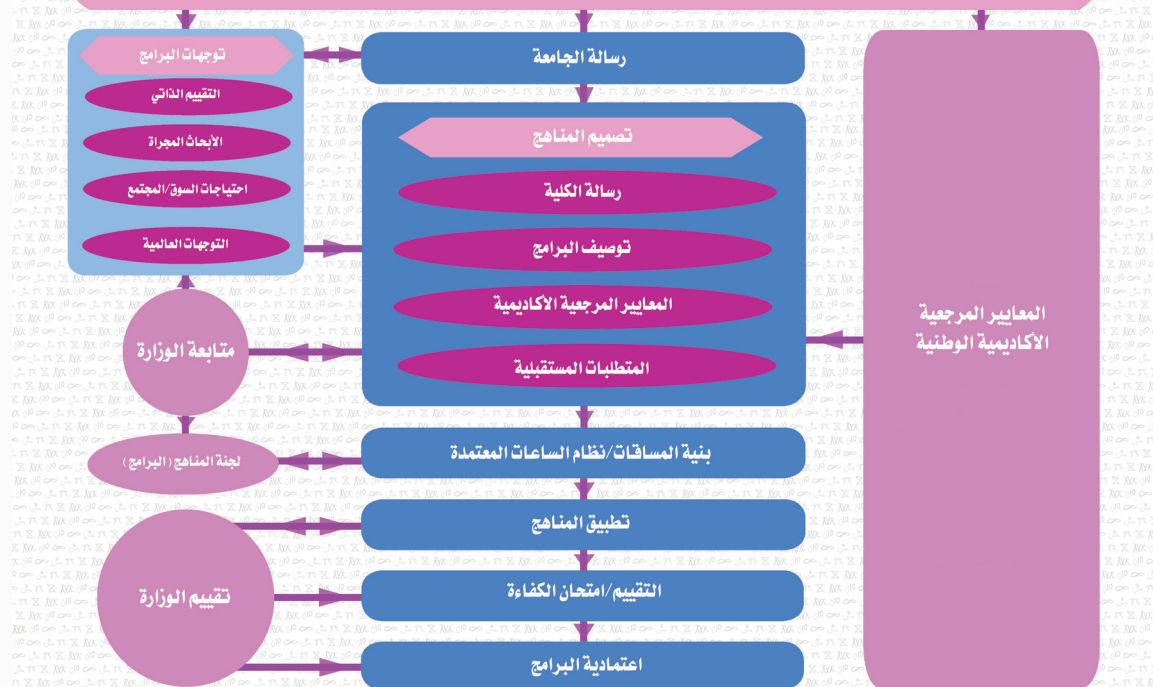 توجهات البرامج
التقييم الذاتي
الأبحاث المجراة
احتياجات السوق/المجتمع
التوجهات العالمية
رسالة الجامعة
تصميم المناهج
رسالة الكلية
توصيف البرامج
المعايير المرجعية الأكاديمية
المتطلبات المستقبلية
المعايير المرجعية
الأكاديمية الوطنية
متابعة الوزارة
لجنة المناهج (البرامج)
بنية المساقات/نظام الساعات المعتمدة
تطبيق المناهج
التقييم/امتحان الكفاءة
تقييم الوزارة
اعتمادية البرامج